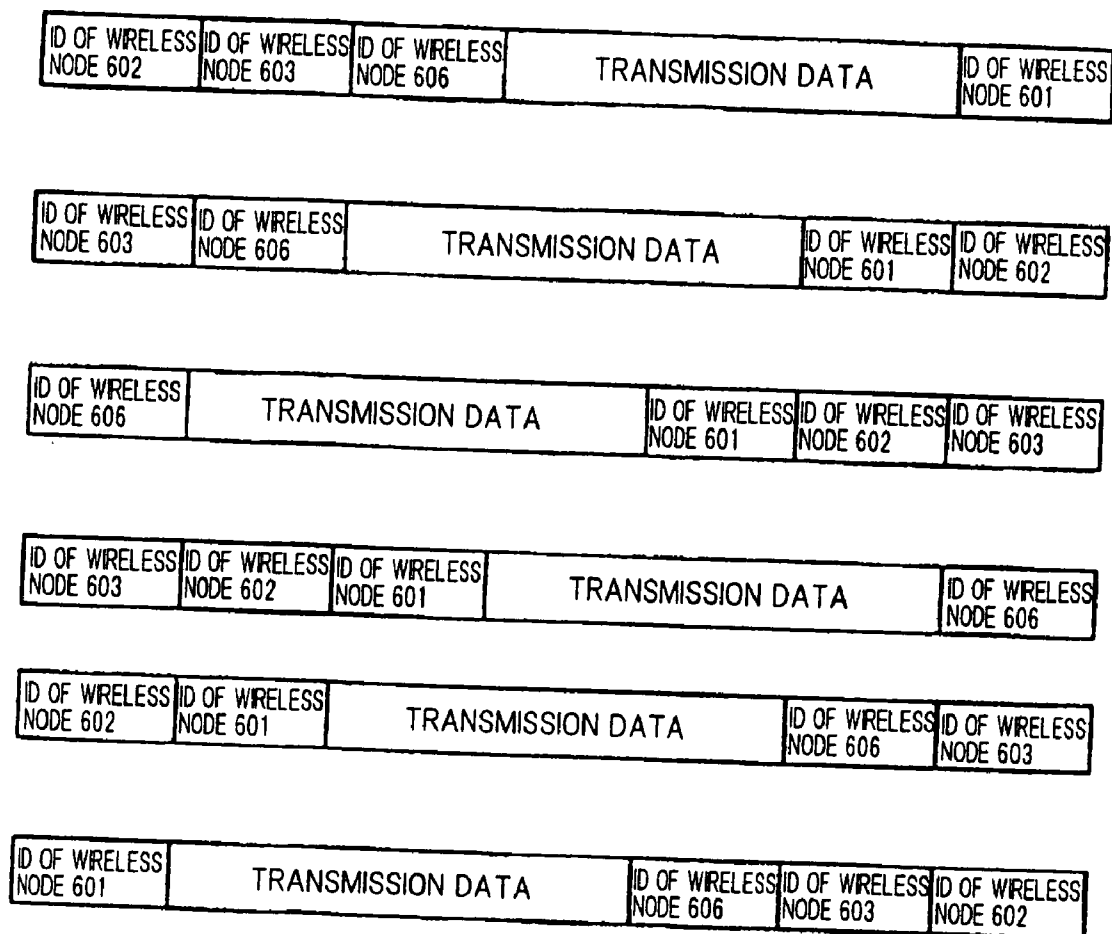 ID OF WIRELESS ID OF WIRELESS ID OF WIRELESS TRANSMISSION DATA ID OF WIRELESS
NODE 602 NODE 603 NODE 606 NODE 601
ID OF WIRELESS ID OF WIRELESS TRANSMISSION DATA ID OF WIRELESS ID OF WIRELESS
NODE 603 NODE 606 NODE 601 NODE 602
ID OF WIRELESS TRANSMISSION DATA ID OF WIRELESS ID OF WIRELESS ID OF WIRELESS
NODE 606 NODE 601 NODE 602 NODE 603
ID OF WIRELESS ID OF WIRELESS ID OF WIRELESS TRANSMISSION DATA ID OF WIRELESS
NODE 603 NODE 602 NODE 601 NODE 606
ID OF WIRELESS ID OF WIRELESS TRANSMISSION DATA ID OF WIRELESS ID OF WIRELESS
NODE 602 NODE 601 NODE 606 NODE 603
ID OF WIRELESS TRANSMISSION DATA ID OF WIRELESS ID OF WIRELESS ID OF WIRELESS
NODE 601 NODE 606 NODE 603 NODE 602